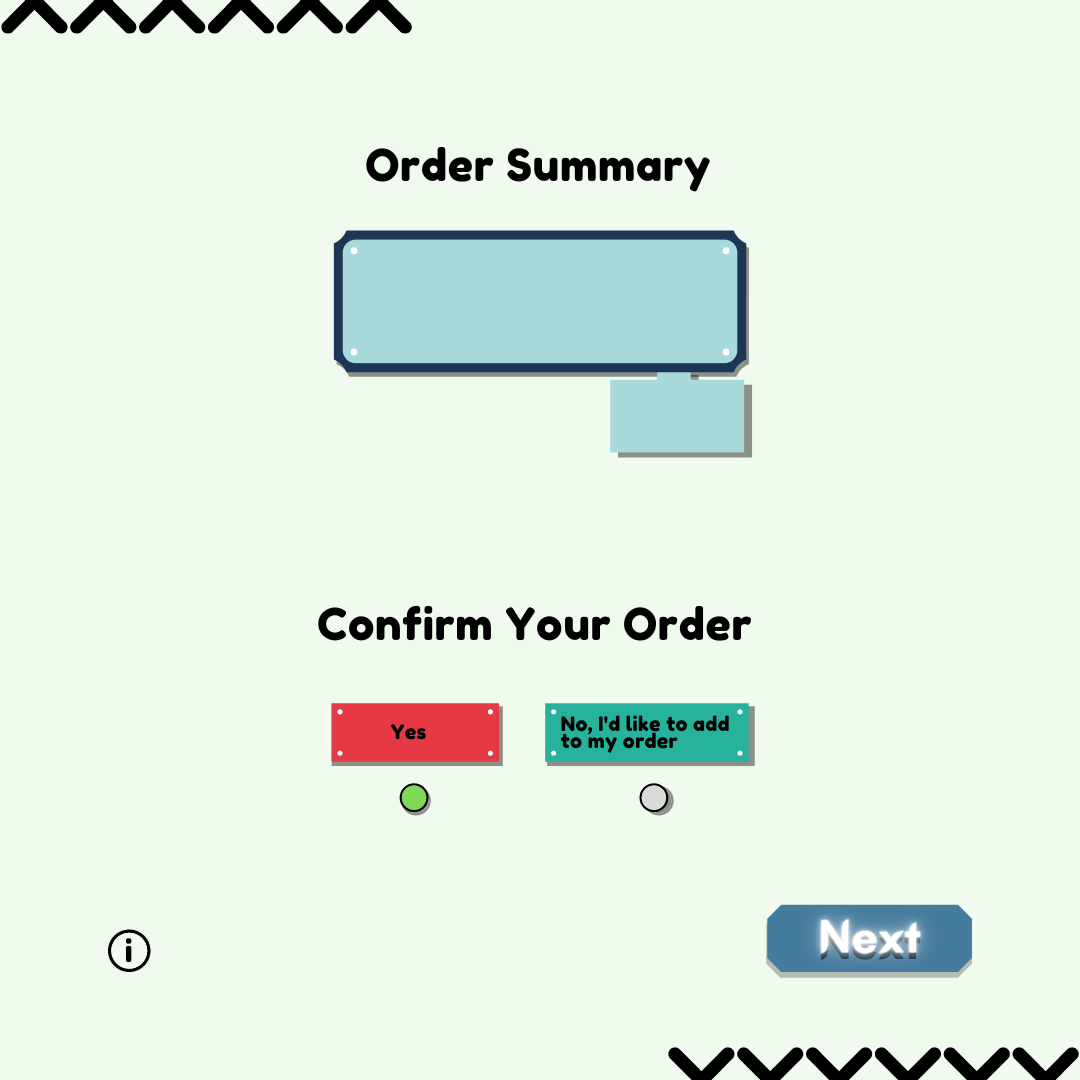 Order Summary
Confirm Your Order
Yes
No, I'd like to add
to my order
i
Next